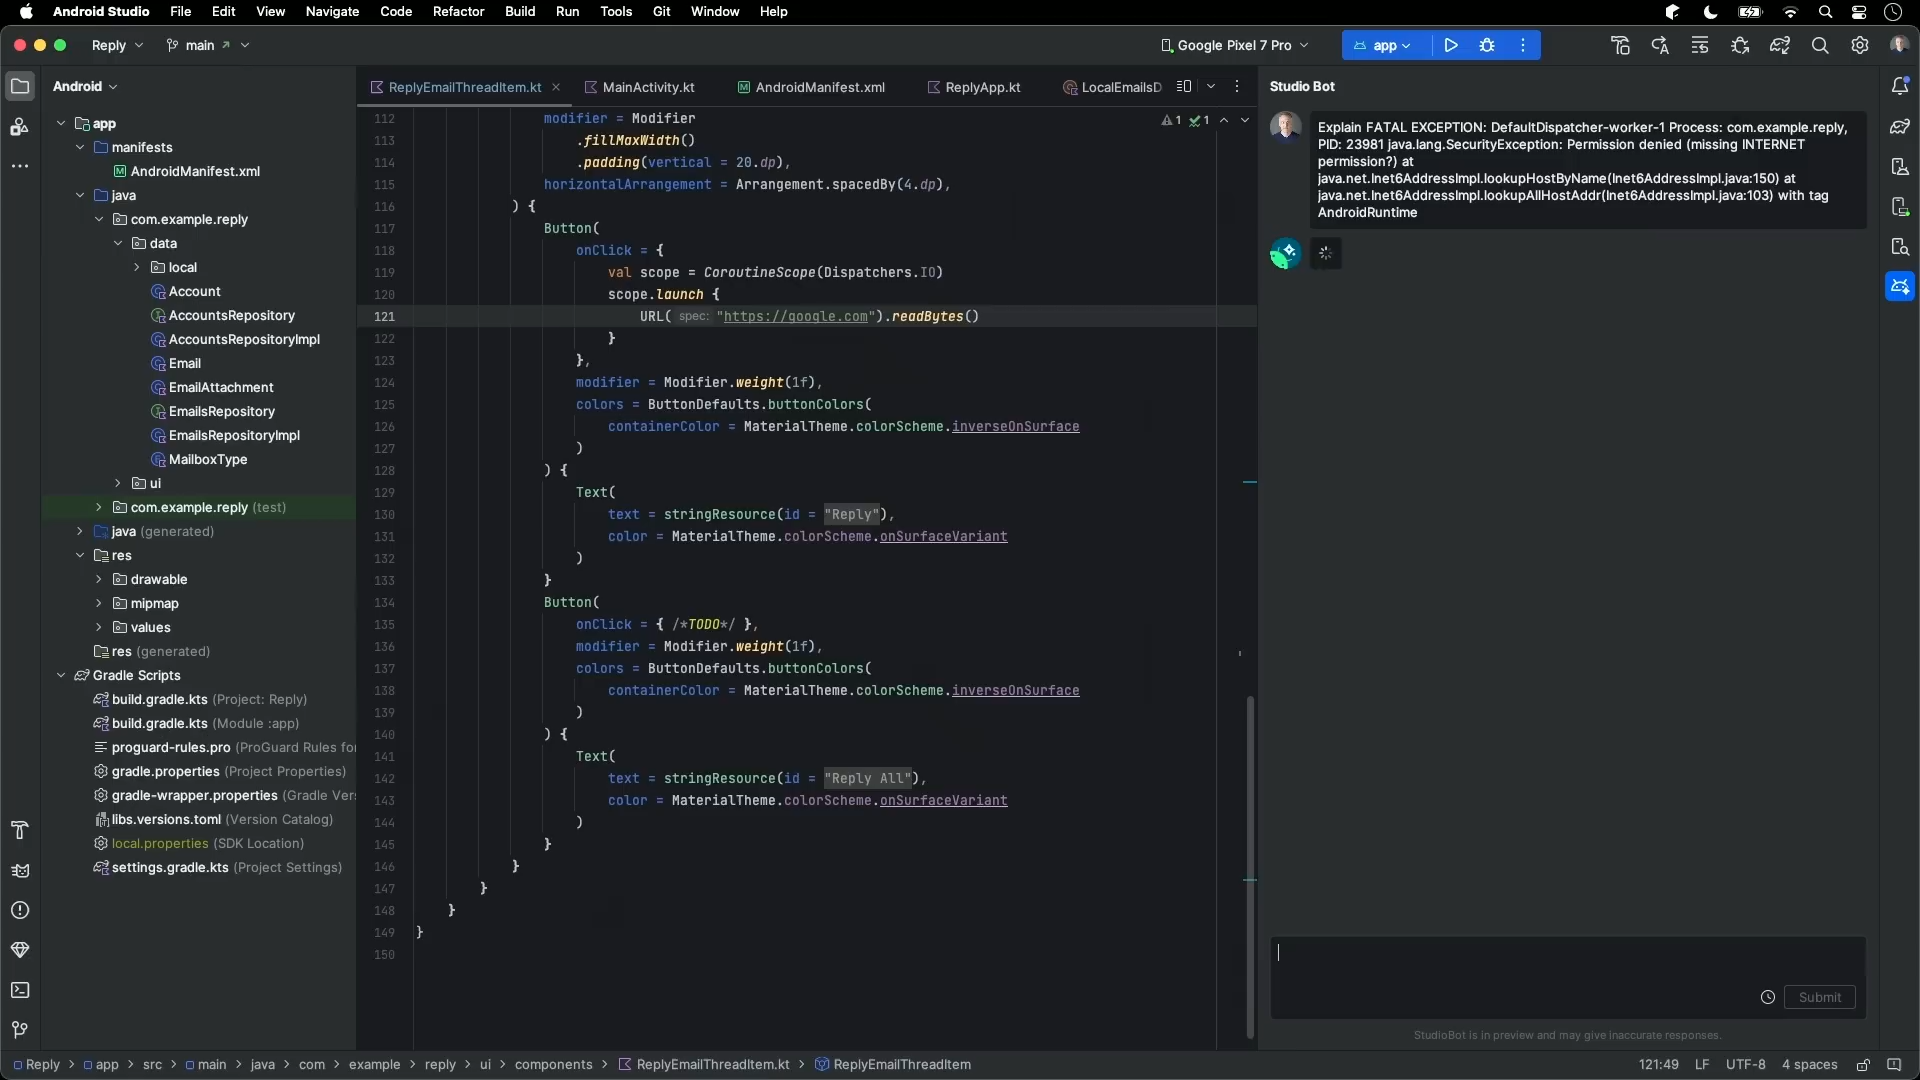 Android Studio File Edit View Navigate Code Refactor Build Run Tools Git Window Help
Reply main Google Pixel 7 Pro app
Android
app
manifests
AndroidManifest.xml
java
com.example.reply
data
local
Account
AccountsRepository
AccountsRepositoryImpl
Email
EmailAttachment
EmailsRepository
EmailsRepositoryImpl
MailboxType
ui
com.example.reply (test)
java (generated)
res
drawable
mipmap
values
res (generated)
Gradle Scripts
build.gradle.kts (Project: Reply)
build.gradle.kts (Module :app)
proguard-rules.pro (ProGuard Rules for
gradle.properties (Project Properties)
gradle-wrapper.properties (Gradle Vers
libs.versions.toml (Version Catalog)
local.properties (SDK Location)
settings.gradle.kts (Project Settings)
ReplyEmailThreadItem.kt MainActivity.kt AndroidManifest.xml ReplyApp.kt LocalEmailsD
1 1
112 modifier = Modifier
113 .fillMaxWidth()
114 .padding(vertical = 20.dp),
115 horizontalArrangement = Arrangement.spacedBy(4.dp),
116 ) {
117 Button(
118 onClick = {
119 val scope = CoroutineScope(Dispatchers.IO)
120 scope.launch {
121 URL( spec: "https://google.com").readBytes()
122 }
123 },
124 modifier = Modifier.weight(1f),
125 colors = ButtonDefaults.buttonColors(
126 containerColor = MaterialTheme.colorScheme.inverseOnSurface
127 )
128 ) {
129 Text(
130 text = stringResource(id = "Reply"),
131 color = MaterialTheme.colorScheme.onSurfaceVariant
132 )
133 }
134 Button(
135 onClick = { /*TODO*/ },
136 modifier = Modifier.weight(1f),
137 colors = ButtonDefaults.buttonColors(
138 containerColor = MaterialTheme.colorScheme.inverseOnSurface
139 )
140 ) {
141 Text(
142 text = stringResource(id = "Reply All"),
143 color = MaterialTheme.colorScheme.onSurfaceVariant
144 )
145 }
146 }
147 }
148 }
149 }
150
Studio Bot
Explain FATAL EXCEPTION: DefaultDispatcher-worker-1 Process: com.example.reply,
PID: 23981 java.lang.SecurityException: Permission denied (missing INTERNET
permission?) at
java.net.Inet6AddressImpl.lookupHostByName(Inet6AddressImpl.java:150) at
java.net.Inet6AddressImpl.lookupAllHostAddr(Inet6AddressImpl.java:103) with tag
AndroidRuntime
Submit
StudioBot is in preview and may give inaccurate responses.
Reply > app > src > main > java > com > example > reply > ui > components > ReplyEmailThreadItem.kt > ReplyEmailThreadItem 121:49 LF UTF-8 4 spaces